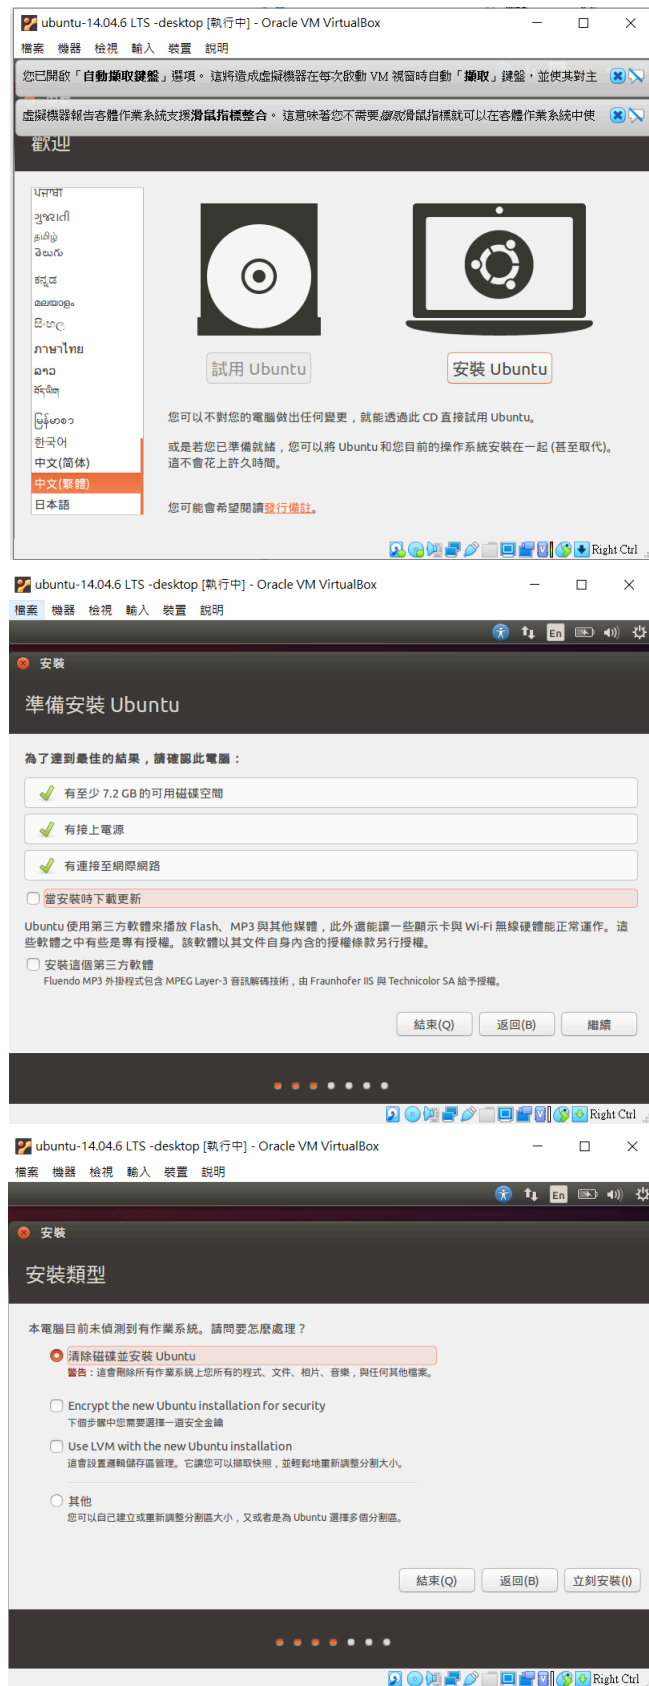 ubuntu-14.04.6 LTS -desktop [執行中] - Oracle VM VirtualBox
檔案 機器 檢視 輸入 裝置 說明
您已開啟「自動擷取鍵盤」選項。這將造成虛擬機器在每次啟動 VM 視窗時自動「擷取」鍵盤，並使其對主
虛擬機器報告客體作業系統支援滑鼠指標整合。這意味著您不需要擷取滑鼠指標就可以在客體作業系統中使
歡迎
ਪੰਜਾਬੀ
ગુજરાતી
தமிழ்
తెలుగు
ಕನ್ನಡ
മലയാളം
සිංහල
ภาษาไทย
ລາວ
མြန်မာစာ
한국어
中文(简体)
中文(繁體)
日本語
試用 Ubuntu
安裝 Ubuntu
您可以不對您的電腦做出任何變更，就能透過此 CD 直接試用 Ubuntu。
或是若您已準備就緒，您可以將 Ubuntu 和您目前的操作系統安裝在一起 (甚至取代)。
這不會花上許久時間。
您可能會希望閱讀發行備註。
Right Ctrl
ubuntu-14.04.6 LTS -desktop [執行中] - Oracle VM VirtualBox
檔案 機器 檢視 輸入 裝置 說明
En
安裝
準備安裝 Ubuntu
為了達到最佳的結果，請確認此電腦：
有至少 7.2 GB 的可用磁碟空間
有接上電源
有連接至網際網路
當安裝時下載更新
Ubuntu 使用第三方軟體來播放 Flash、MP3 與其他媒體，此外還能讓一些顯示卡與 Wi-Fi 無線硬體能正常運作。這
些軟體之中有些是專有授權。該軟體以其文件自身內含的授權條款另行授權。
安裝這個第三方軟體
Fluendo MP3 外掛程式包含 MPEG Layer-3 音訊解碼技術，由 Fraunhofer IIS 與 Technicolor SA 給予授權。
結束(Q) 返回(B) 繼續
Right Ctrl
ubuntu-14.04.6 LTS -desktop [執行中] - Oracle VM VirtualBox
檔案 機器 檢視 輸入 裝置 說明
En
安裝
安裝類型
本電腦目前未偵測到有作業系統。請問要怎麼處理？
清除磁碟並安裝 Ubuntu
警告：這會刪除所有作業系統上您所有的程式、文件、相片、音樂，與任何其他檔案。
Encrypt the new Ubuntu installation for security
下個步驟中您需要選擇一道安全金鑰
Use LVM with the new Ubuntu installation
這會設置邏輯儲存區管理。它讓您可以擷取快照，並輕鬆地重新調整分割大小。
其他
您可以自己建立或重新調整分割區大小，又或者是為 Ubuntu 選擇多個分割區。
結束(Q) 返回(B) 立刻安裝(I)
Right Ctrl